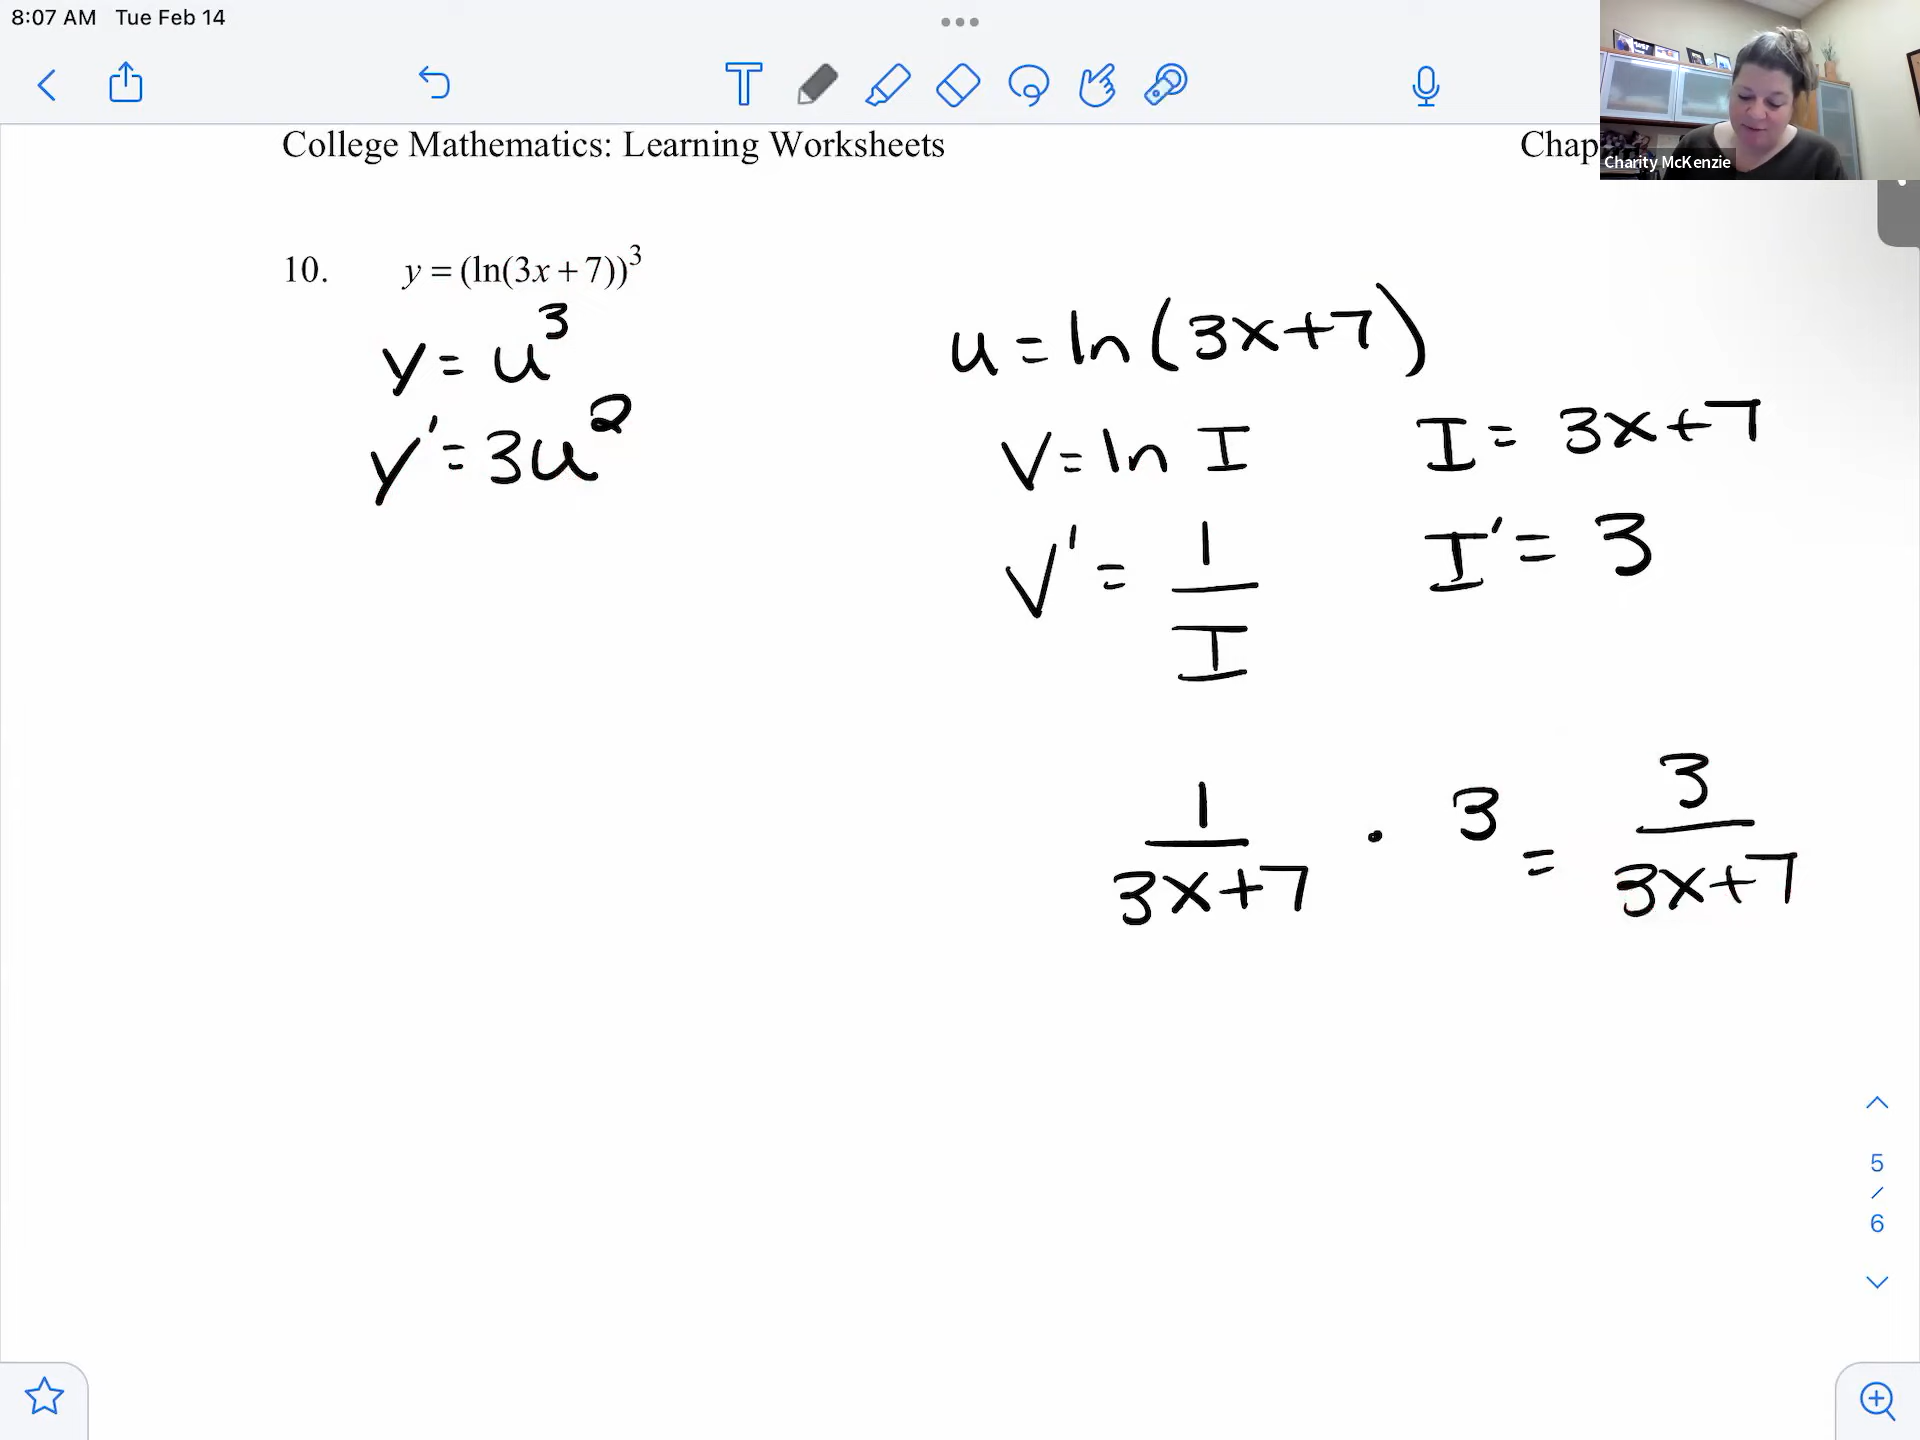 8:07 AM Tue Feb 14
T
College Mathematics: Learning Worksheets
Chap
Charity McKenzie
10. y = (ln(3x + 7))³
y = u³
y' = 3u²
u = ln(3x+7)
v = ln I
I = 3x+7
v' = 1/I
I' = 3
1/(3x+7) · 3 = 3/(3x+7)
5
/
6